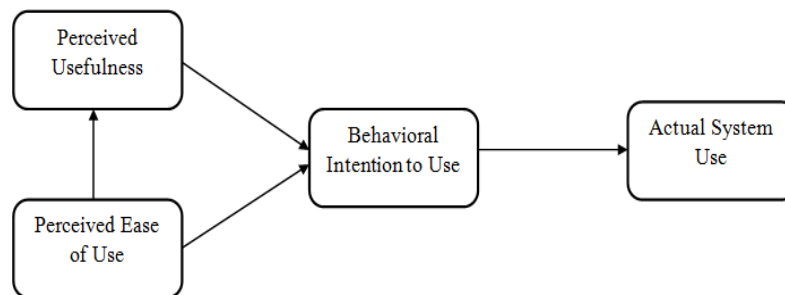 Perceived
Usefulness
Behavioral
Intention to Use
Actual System
Use
Perceived Ease
of Use